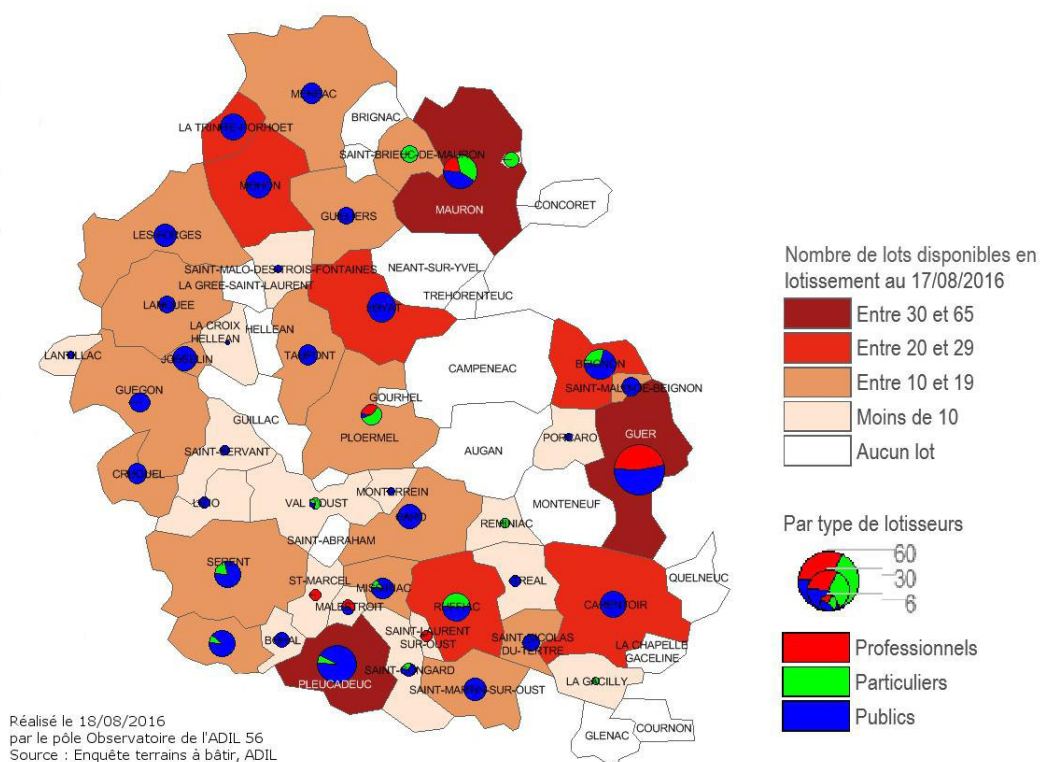 MENEAC
BRIGNAC
LA TRINITE-PORHOET
SAINT-BRIEUC-DE-MAURON
MOHON
MAURON
CONCORET
GUILLIERS
LES FORGES
NEANT-SUR-YVEL
SAINT-MALO-DES-TROIS-FONTAINES
LA GREE-SAINT-LAURENT
TREHORENTEUC
LANOUEE
LA CROIX
HELLEAN
HELLEAN
LANTILLAC
JOSSELIN
TAUPONT
CAMPENEAC
SAINT-MALO-DE-BEIGNON
GUEGON
GOURHEL
GUILLAC
PLOERMEL
GUER
PORCARO
AUGAN
SAINT-SERVANT
CRUGUEL
MONTERREIN
MONTENEUF
LIZIO
VAL D'OUST
CARO
REMINIAC
SAINT-ABRAHAM
SERENT
QUELNEUC
ST-MARCEL
MISSIRIAC
REAL
MALESTROIT
RUFFIAC
CARENTOIR
SAINT-LAURENT
SUR-OUST
SAINT-NICOLAS
DU-TERTRE
LA CHAPELLE
GACELINE
BOHAL
PLEUCADEUC
SAINT-CONGARD
SAINT-MARTIN-SUR-OUST
LA GACILLY
GLENAC
COURNON
Nombre de lots disponibles en
lotissement au 17/08/2016
Entre 30 et 65
Entre 20 et 29
Entre 10 et 19
Moins de 10
Aucun lot
Par type de lotisseurs
60
30
6
Professionnels
Particuliers
Publics
Réalisé le 18/08/2016
par le pôle Observatoire de l'ADIL 56
Source : Enquête terrains à bâtir, ADIL